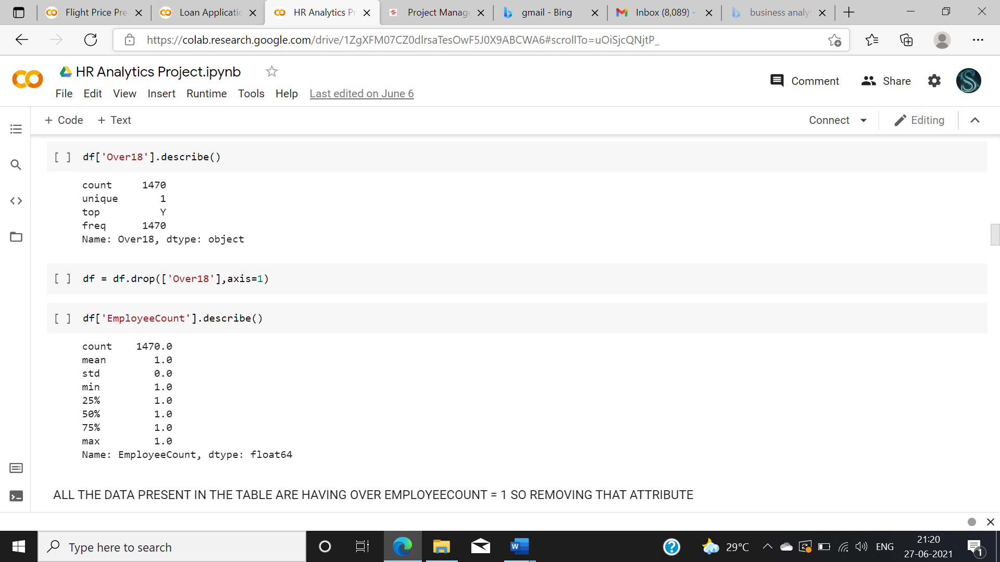 Flight Price Pre
Loan Applicatic
HR Analytics Pr
Project Manage
gmail - Bing
Inbox (8,089) -
business analyt
https://colab.research.google.com/drive/1ZgXFM07CZ0dlrsaTesOwF5J0X9ABCWA6#scrollTo=uOiSjcQNjtP_
CO
HR Analytics Project.ipynb
Comment
Share
S
File Edit View Insert Runtime Tools Help Last edited on June 6
+ Code + Text
Connect
Editing
[ ] df['Over18'].describe()
count 1470
unique 1
top Y
freq 1470
Name: Over18, dtype: object
[ ] df = df.drop(['Over18'],axis=1)
[ ] df['EmployeeCount'].describe()
count 1470.0
mean 1.0
std 0.0
min 1.0
25% 1.0
50% 1.0
75% 1.0
max 1.0
Name: EmployeeCount, dtype: float64
ALL THE DATA PRESENT IN THE TABLE ARE HAVING OVER EMPLOYEECOUNT = 1 SO REMOVING THAT ATTRIBUTE
Type here to search
W
?
29°C
ENG
21:20
27-06-2021
1